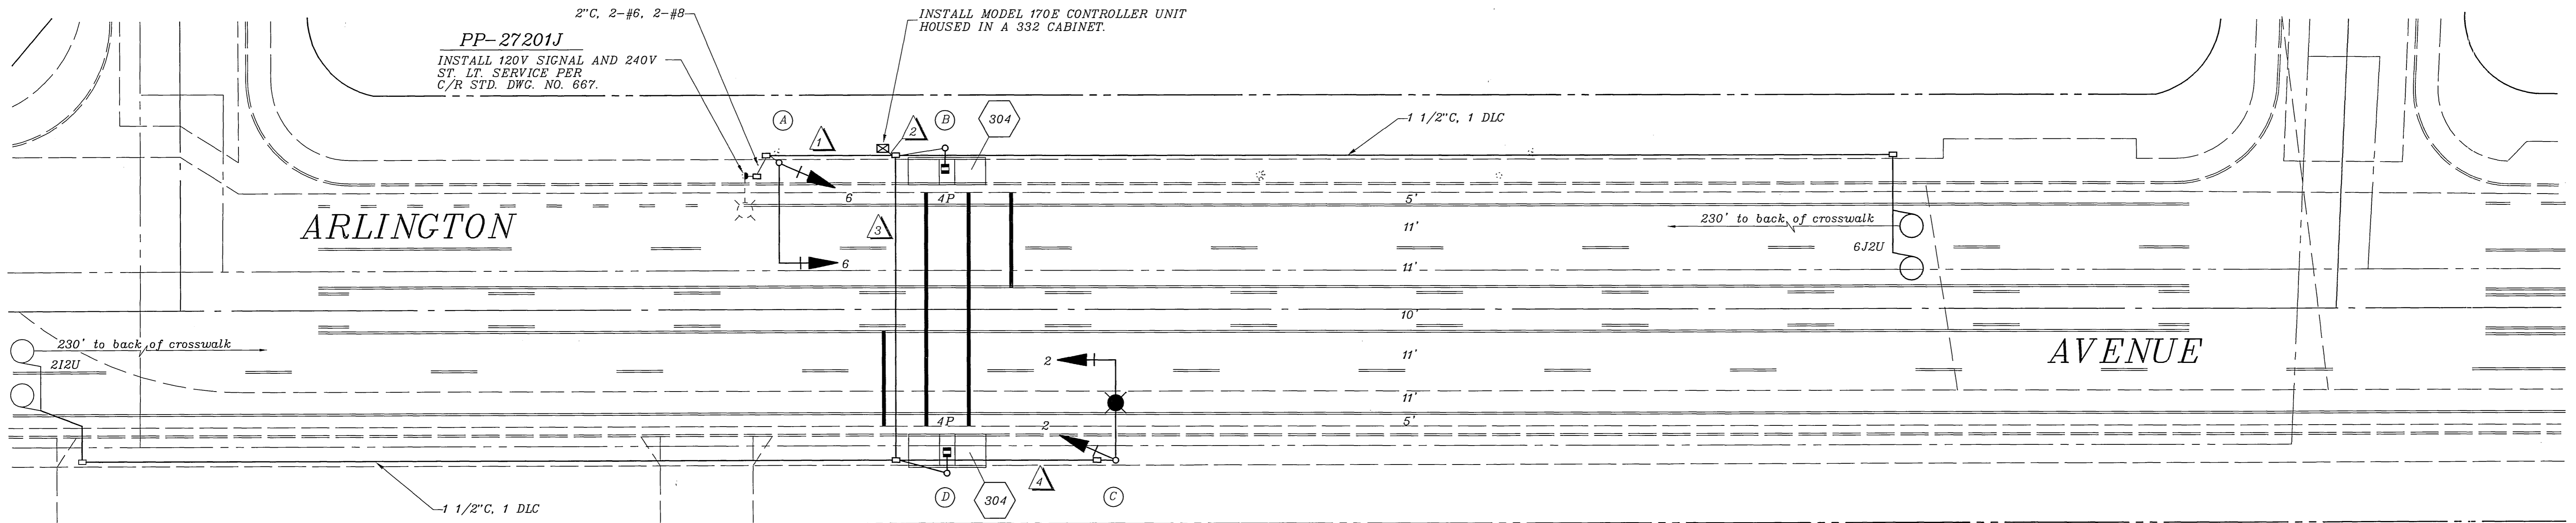 2"C, 2-#6, 2-#8
INSTALL MODEL 170E CONTROLLER UNIT
HOUSED IN A 332 CABINET.
PP-27201J
INSTALL 120V SIGNAL AND 240V
ST. LT. SERVICE PER
C/R STD. DWG. NO. 667.
A
1
2
B
304
1 1/2"C, 1 DLC
6
4P
5'
ARLINGTON
3
11'
230' to back of crosswalk
6J2U
6
11'
10'
230' to back of crosswalk
2I2U
2
11'
AVENUE
11'
2
4P
5'
D
304
4
C
1 1/2"C, 1 DLC